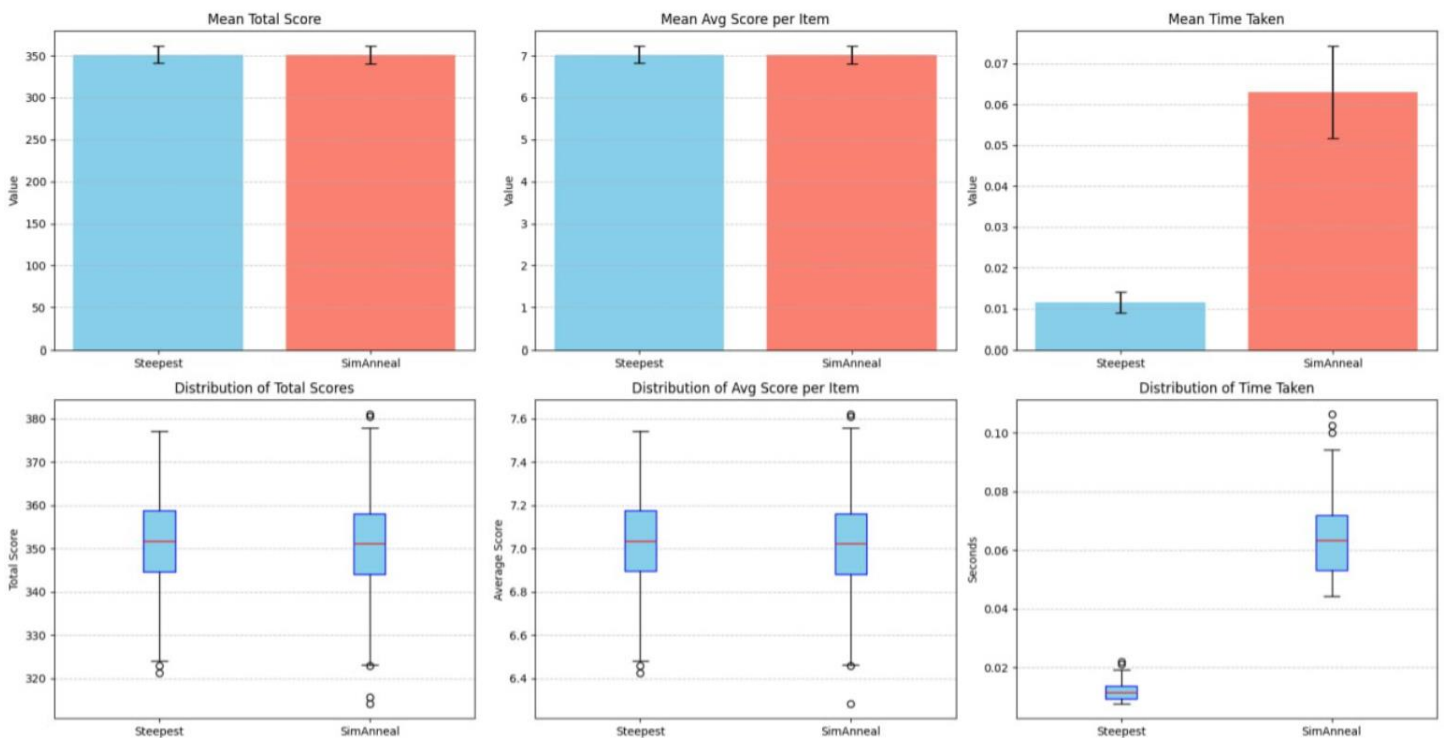 Mean Total Score
350
300
250
200
150
100
50
0
Value
Steepest SimAnneal
Mean Avg Score per Item
7
6
5
4
3
2
1
0
Value
Steepest SimAnneal
Mean Time Taken
0.07
0.06
0.05
0.04
0.03
0.02
0.01
0.00
Value
Steepest SimAnneal
Distribution of Total Scores
380
370
360
350
340
330
320
Total Score
Steepest SimAnneal
Distribution of Avg Score per Item
7.6
7.4
7.2
7.0
6.8
6.6
6.4
Average Score
Steepest SimAnneal
Distribution of Time Taken
0.10
0.08
0.06
0.04
0.02
Seconds
Steepest SimAnneal